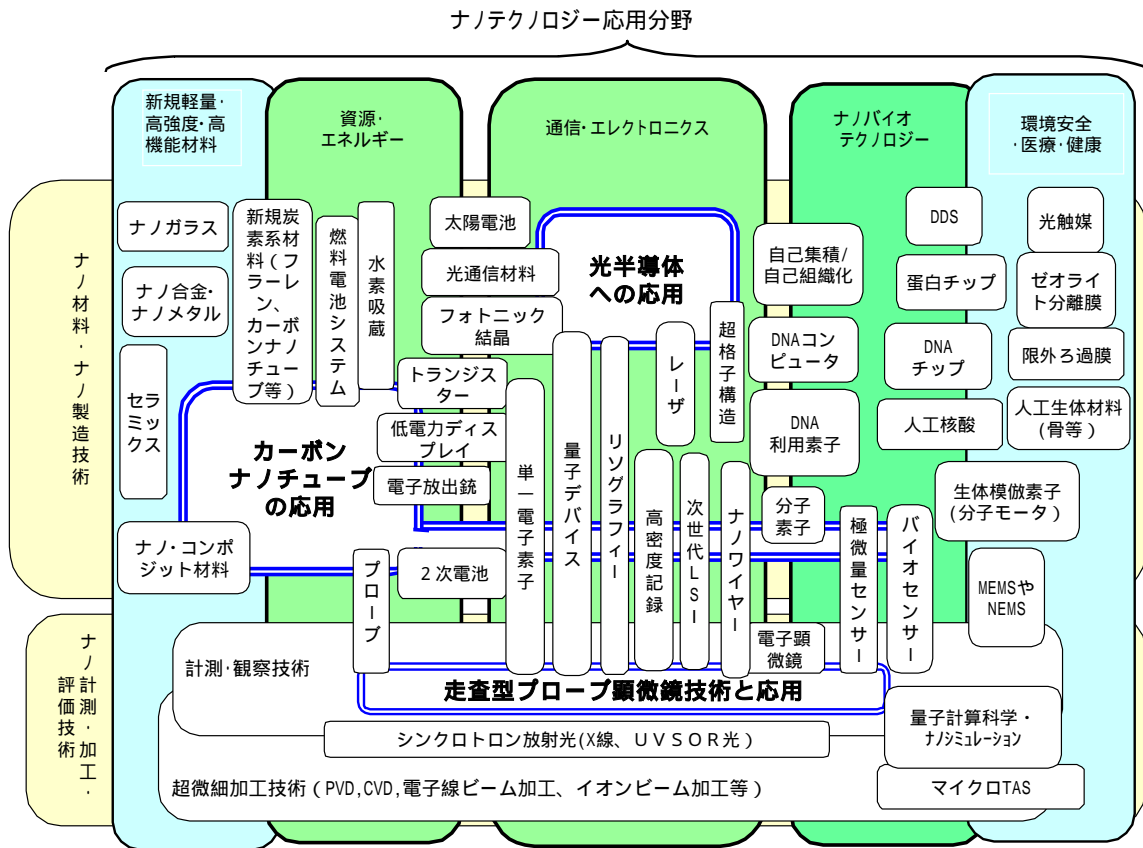 ナノテクノロジー応用分野
新規軽量・
高強度・高
機能材料
資源・
エネルギー
通信・エレクトロニクス
ナノバイオ
テクノロジー
環境安全
・医療・健康
ナノ材料・ナノ製造技術
ナノ計測・加工・
評価技術
ナノガラス
ナノ合金・
ナノメタル
セラミックス
ナノ・コンポ
ジット材料
新規炭
素系材
料（フ
ラーレ
ン、
カーボ
ンナノ
チュー
ブ等）
燃料電池システム
水素吸蔵
カーボン
ナノチューブ
の応用
太陽電池
光通信材料
フォトニック
結晶
トランジス
ター
低電力ディス
プレイ
電子放出銃
２次電池
プローブ
光半導体
への応用
単一電子素子
量子デバイス
リソグラフィー
レーザ
超格子構造
高密度記録
次世代LSI
ナノワイヤー
自己集積/
自己組織化
DNAコン
ピュータ
DNA
利用素子
分子
素子
電子顕
微鏡
極微量センサー
バイオセンサー
DDS
蛋白チップ
DNA
チップ
人工核酸
生体模倣素子
(分子モータ）
MEMSや
NEMS
光触媒
ゼオライ
ト分離膜
限外ろ過膜
人工生体材料
(骨等）
計測・観察技術
走査型プローブ顕微鏡技術と応用
シンクロトロン放射光(X線、ＵＶＳＯＲ光）
量子計算科学・
ナノシミュレーション
超微細加工技術（PVD,CVD,電子線ビーム加工、イオンビーム加工等）
マイクロTAS